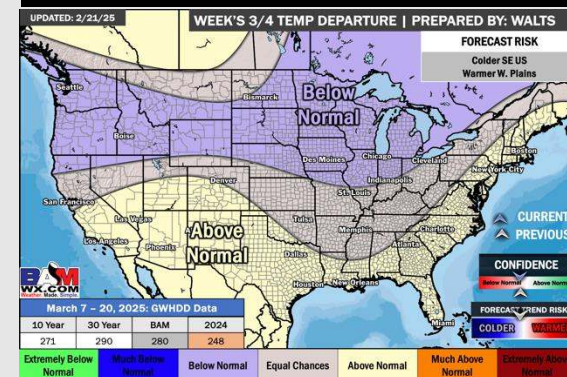 UPDATED: 2/21/25
WEEK'S 3/4 TEMP DEPARTURE | PREPARED BY: WALTS
FORECAST RISK
Colder SE US
Warmer W. Plains
Seattle
Bismarck
Below
Normal
Boise
Des Moines
Chicago
Cleveland
Boston
New York City
Denver
Indianapolis
St. Louis
San Francisco
Las Vegas
Los Angeles
Phoenix
Above
Normal
Tulsa
Memphis
Charlotte
Atlanta
Dallas
Houston
New Orleans
Miami
CURRENT
PREVIOUS
CONFIDENCE
Below Normal
Above Norm
FORECAST TREND RISK
COLDER
WARMER
BAM
WX.COM
Weather Made. Simple.
March 7 – 20, 2025: GWHDD Data
10 Year 30 Year BAM 2024
271 290 280 248
Extremely Below Normal
Much Below Normal
Below Normal
Equal Chances
Above Normal
Much Above Normal
Extremely Above Normal